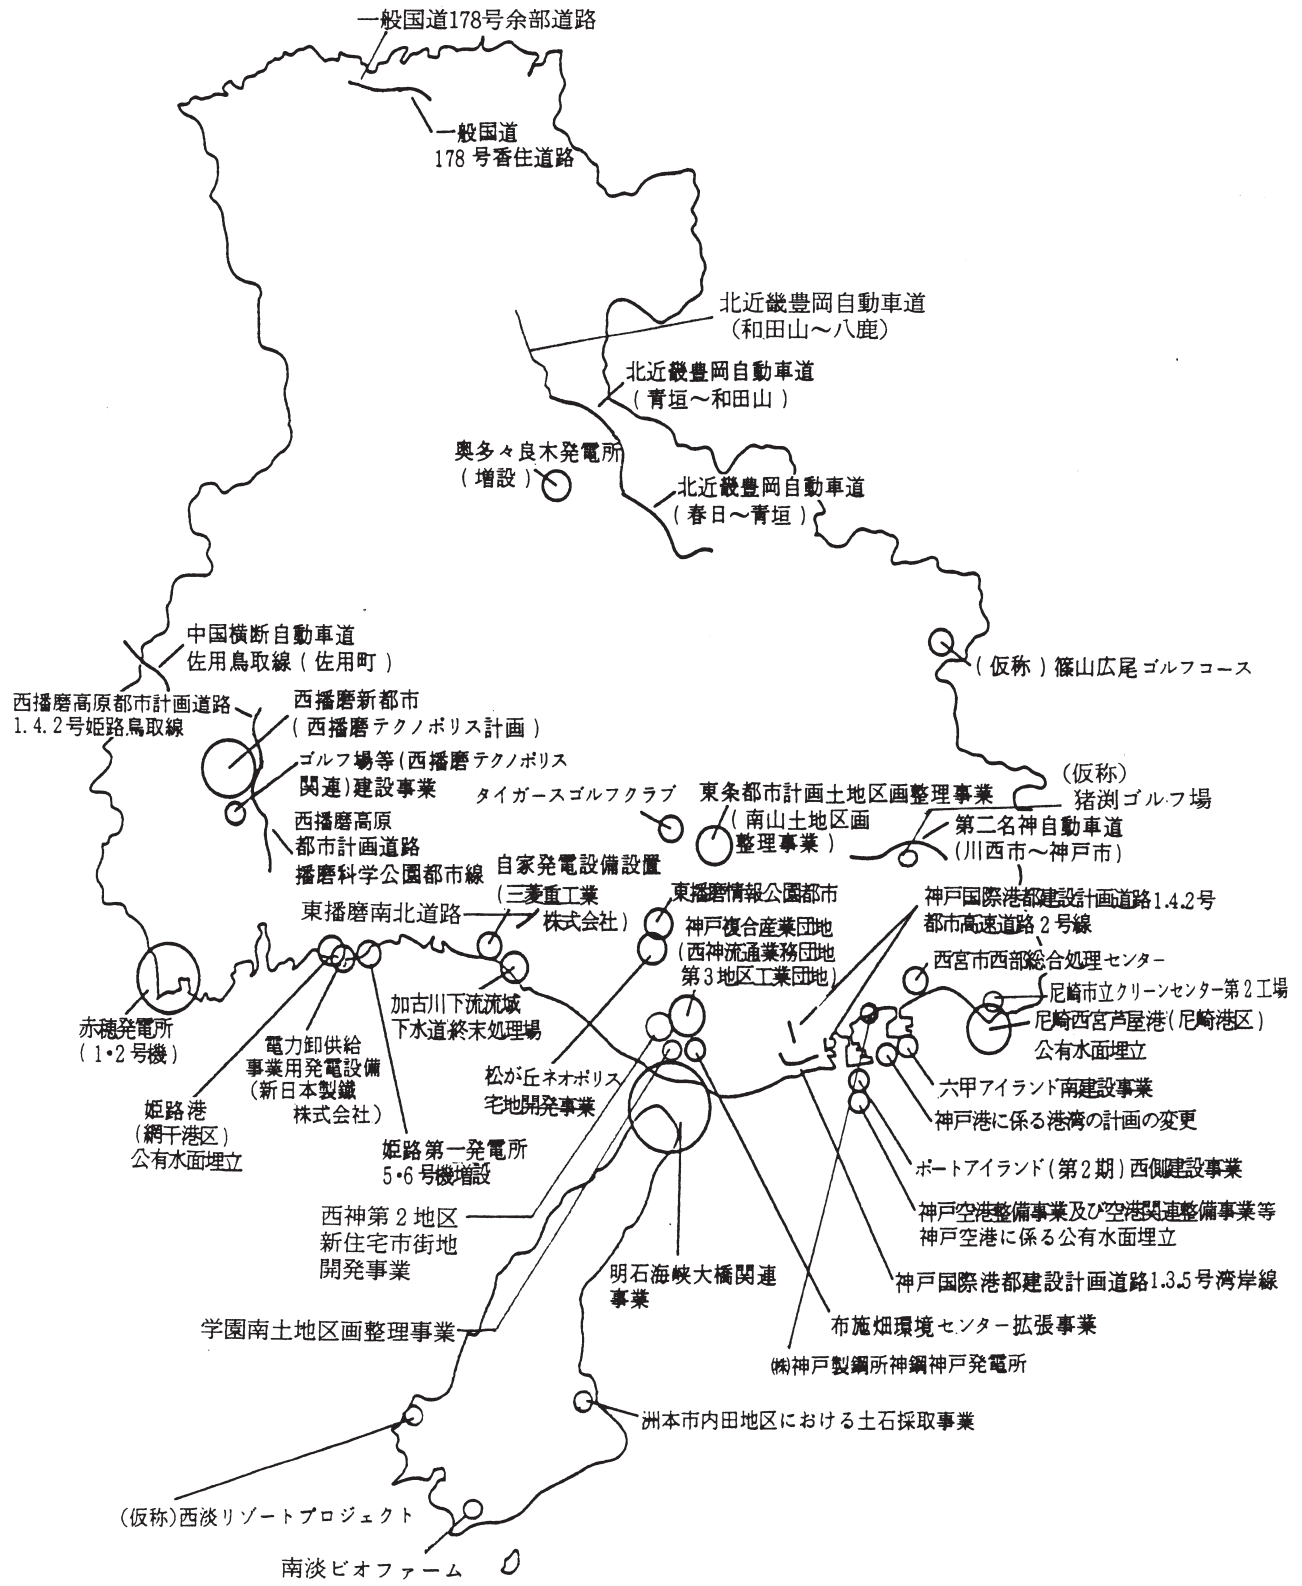 一般国道178号余部道路
一般国道
178号香住道路
北近畿豊岡自動車道
(和田山〜八鹿)
北近畿豊岡自動車道
(青垣〜和田山)
奥多々良木発電所
(増設)
北近畿豊岡自動車道
(春日〜青垣)
中国横断自動車道
佐用鳥取線(佐用町)
(仮称)篠山広尾ゴルフコース
西播磨高原都市計画道路
1.4.2号姫路鳥取線
西播磨新都市
(西播磨テクノポリス計画)
ゴルフ場等(西播磨テクノポリス
関連)建設事業
西播磨高原
都市計画道路
播磨科学公園都市線
タイガースゴルフクラブ
東条都市計画土地区画整理事業
(南山土地区画
整理事業)
(仮称)
猪渕ゴルフ場
第二名神自動車道
(川西市〜神戸市)
自家発電設備設置
(三菱重工業
株式会社)
東播磨南北道路
東播磨情報公園都市
神戸複合産業団地
(西神流通業務団地
第3地区工業団地)
神戸国際港都建設計画道路1.4.2号
都市高速道路2号線
西宮市西部総合処理センター
尼崎市立クリーンセンター第2工場
尼崎西宮芦屋港(尼崎港区)
公有水面埋立
赤穂発電所
(1・2号機)
加古川下流流域
下水道終末処理場
電力卸供給
事業用発電設備
(新日本製鐵
株式会社)
姫路港
(網干港区)
公有水面埋立
姫路第一発電所
5・6号機増設
松が丘ネオポリス
宅地開発事業
六甲アイランド南建設事業
神戸港に係る港湾の計画の変更
ポートアイランド(第2期)西側建設事業
神戸空港整備事業及び空港関連整備事業等
神戸空港に係る公有水面埋立
西神第2地区
新住宅市街地
開発事業
明石海峡大橋関連
事業
神戸国際港都建設計画道路1.3.5号湾岸線
学園南土地区画整理事業
布施畑環境センター拡張事業
㈱神戸製鋼所神鋼神戸発電所
洲本市内田地区における土石採取事業
(仮称)西淡リゾートプロジェクト
南淡ビオファーム